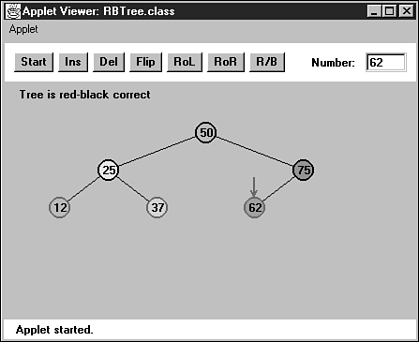 Applet Viewer: RBTree.class
Applet
Start Ins Del Flip RoL RoR R/B Number: 62
Tree is red-black correct
50
25 75
12 37 62
Applet started.